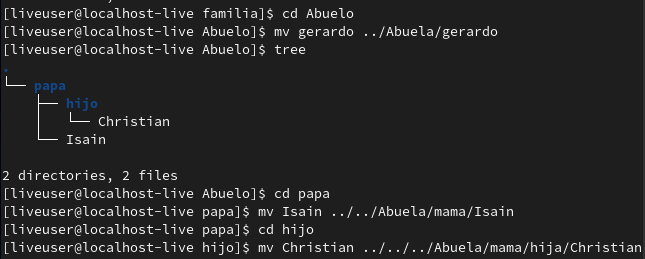 [liveuser@localhost-live familia]$ cd Abuelo
[liveuser@localhost-live Abuelo]$ mv gerardo ../Abuela/gerardo
[liveuser@localhost-live Abuelo]$ tree
.
└── papa
    ├── hijo
    │   └── Christian
    └── Isain

2 directories, 2 files
[liveuser@localhost-live Abuelo]$ cd papa
[liveuser@localhost-live papa]$ mv Isain ../../Abuela/mama/Isain
[liveuser@localhost-live papa]$ cd hijo
[liveuser@localhost-live hijo]$ mv Christian ../../../Abuela/mama/hija/Christian